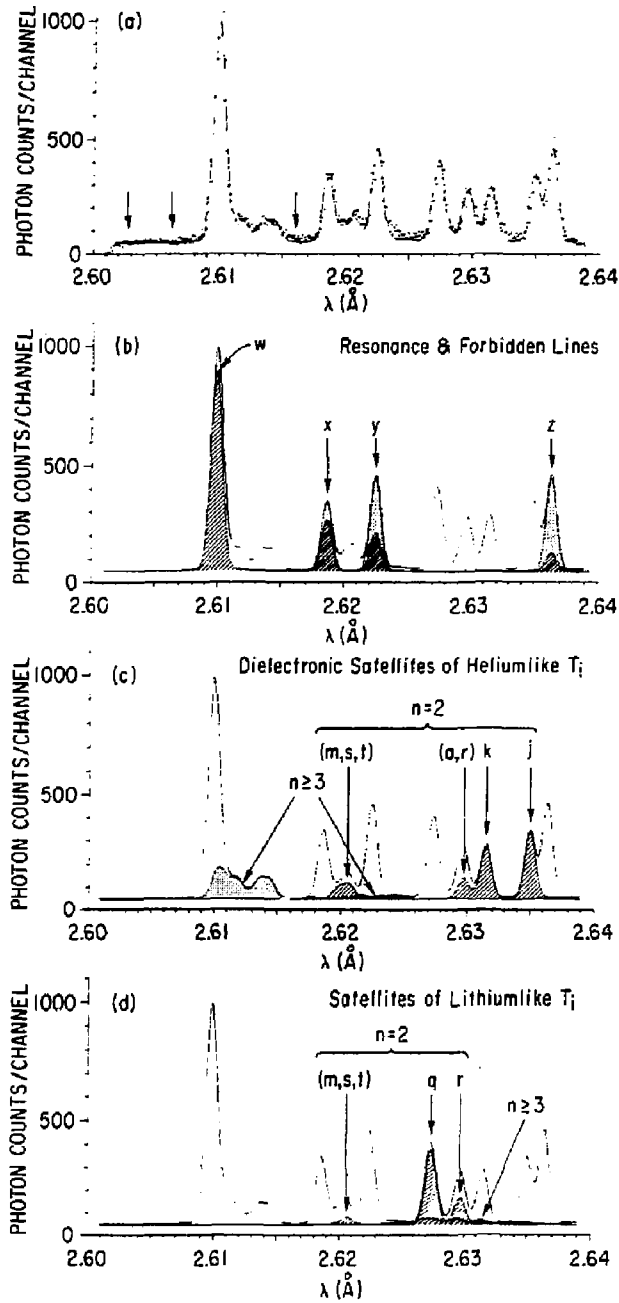 PHOTON COUNTS/CHANNEL
(a)
1000
500
0
2.60 2.61 2.62 2.63 2.64
λ (Å)
PHOTON COUNTS/CHANNEL
(b)
w
Resonance & Forbidden Lines
1000
x y z
500
0
2.60 2.61 2.62 2.63 2.64
λ (Å)
PHOTON COUNTS/CHANNEL
(c)
Dielectronic Satellites of Heliumlike Ti
1000
n=2
(m,s,t) (a,r) k j
n≥3
500
0
2.60 2.61 2.62 2.63 2.64
λ (Å)
PHOTON COUNTS/CHANNEL
(d)
Satellites of Lithiumlike Ti
1000
n=2
(m,s,t) q r
n≥3
500
0
2.60 2.61 2.62 2.63 2.64
λ (Å)